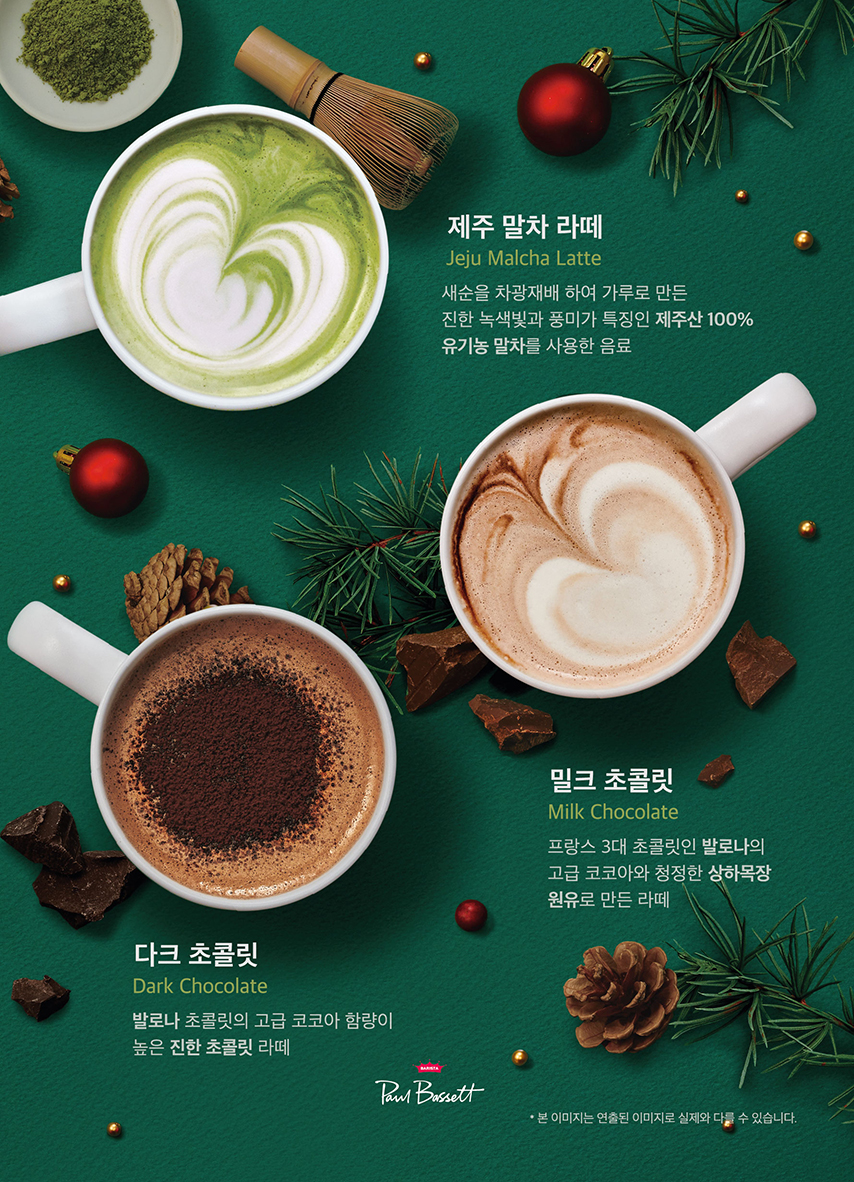 제주 말차 라떼
Jeju Malcha Latte
새순을 차광재배 하여 가루로 만든
진한 녹색빛과 풍미가 특징인 제주산 100%
유기농 말차를 사용한 음료
밀크 초콜릿
Milk Chocolate
프랑스 3대 초콜릿인 발로나의
고급 코코아와 청정한 상하목장
원유로 만든 라떼
다크 초콜릿
Dark Chocolate
발로나 초콜릿의 고급 코코아 함량이
높은 진한 초콜릿 라떼
BARISTA
Paul Bassett
* 본 이미지는 연출된 이미지로 실제와 다를 수 있습니다.